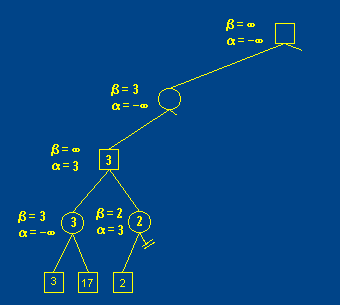 β = ∞
α = -∞
β = 3
α = -∞
β = ∞
α = 3
3
β = 3
α = -∞
3
β = 2
α = 3
2
3
17
2